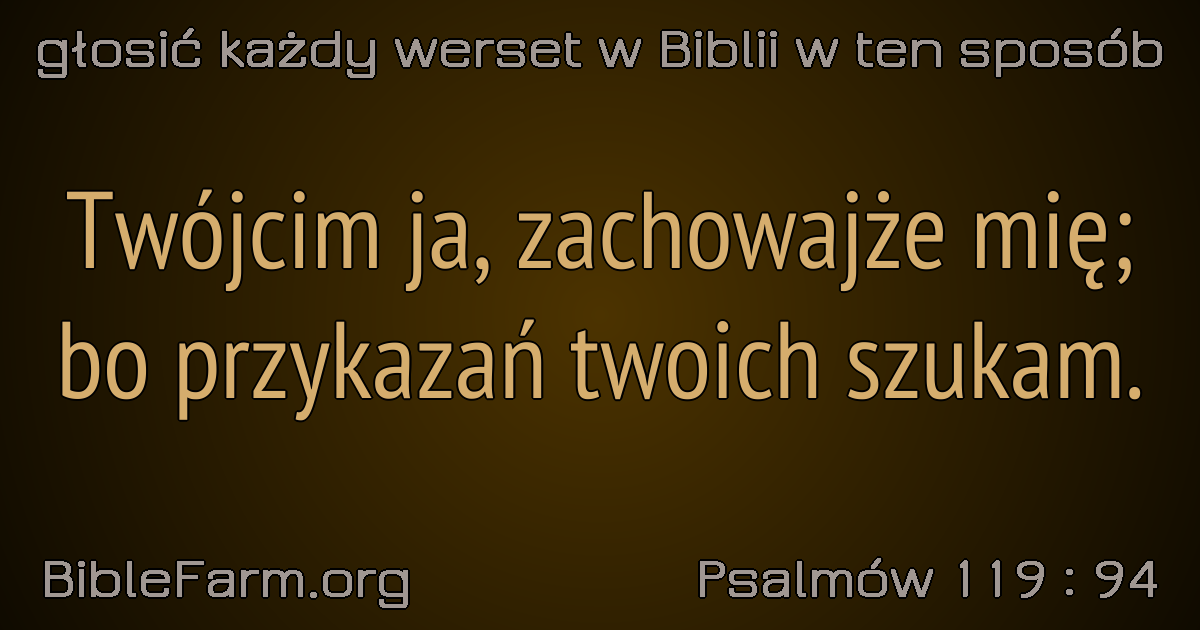 głosić każdy werset w Biblii w ten sposób
Twójcim ja, zachowajże mię;
bo przykazań twoich szukam.
BibleFarm.org
Psalmów 119 : 94